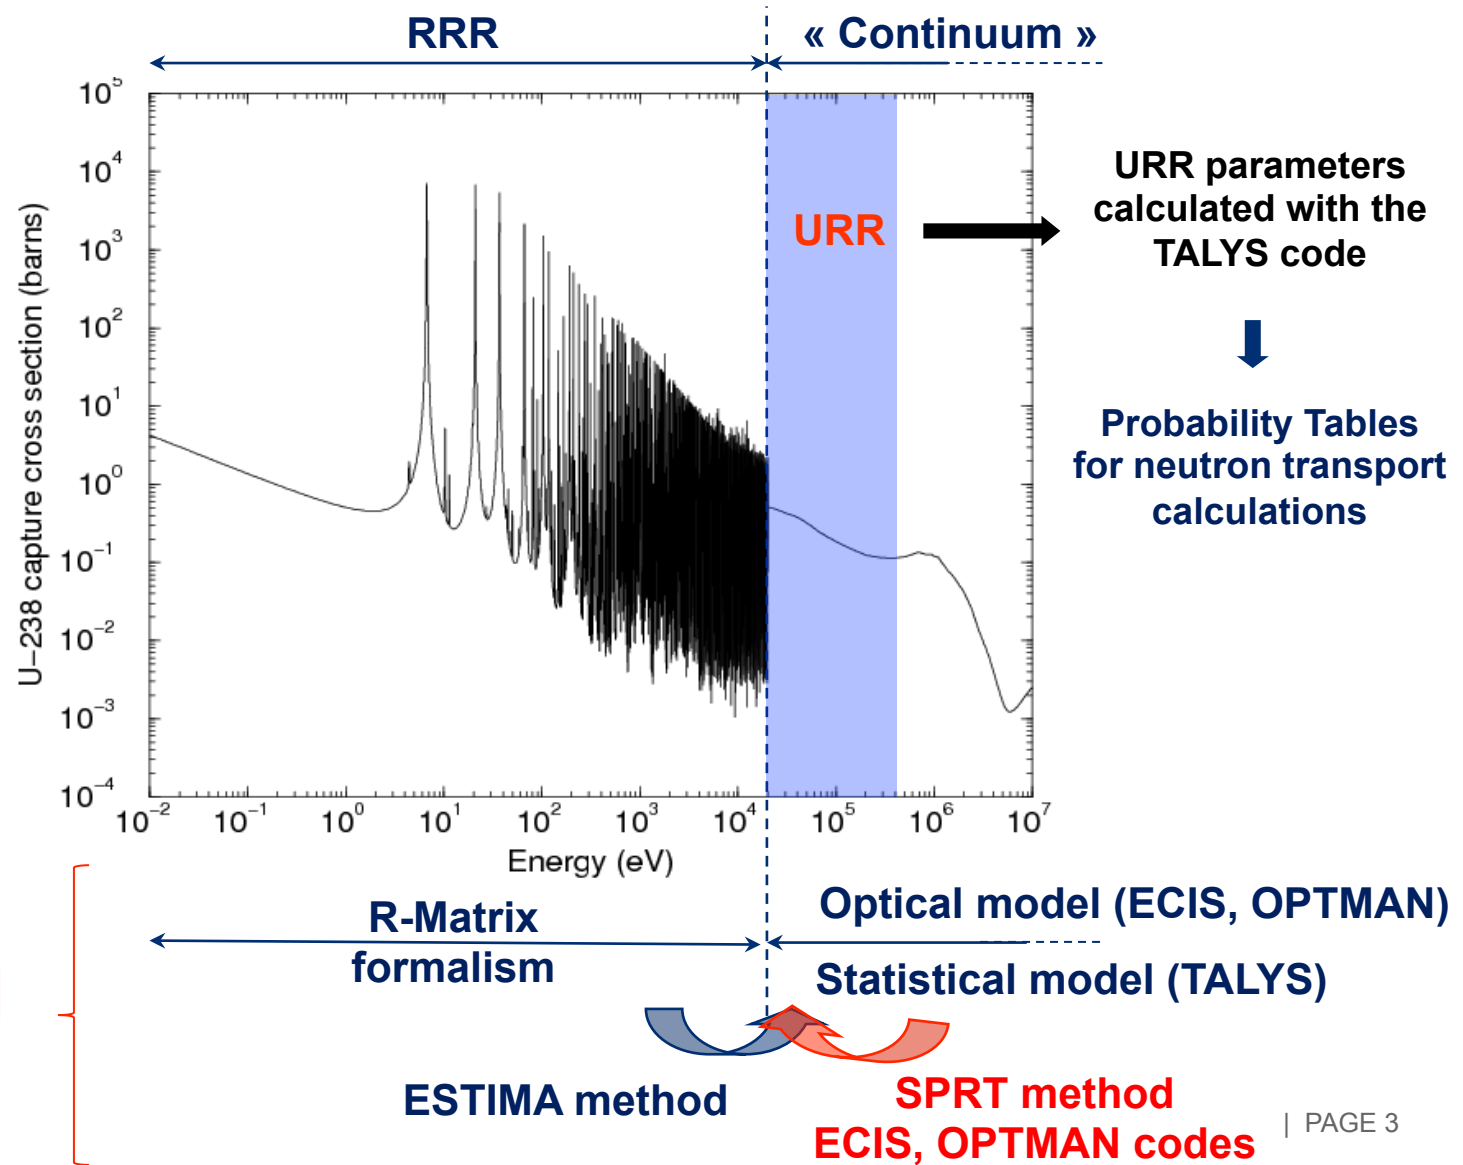 RRR
« Continuum »
10^5
10^4
10^3
10^2
10^1
10^0
10^-1
10^-2
10^-3
10^-4
U-238 capture cross section (barns)
URR
URR parameters
calculated with the
TALYS code
Probability Tables
for neutron transport
calculations
10^-2 10^-1 10^0 10^1 10^2 10^3 10^4 10^5 10^6 10^7
Energy (eV)
R-Matrix
formalism
Optical model (ECIS, OPTMAN)
Statistical model (TALYS)
ESTIMA method
SPRT method
ECIS, OPTMAN codes
| PAGE 3